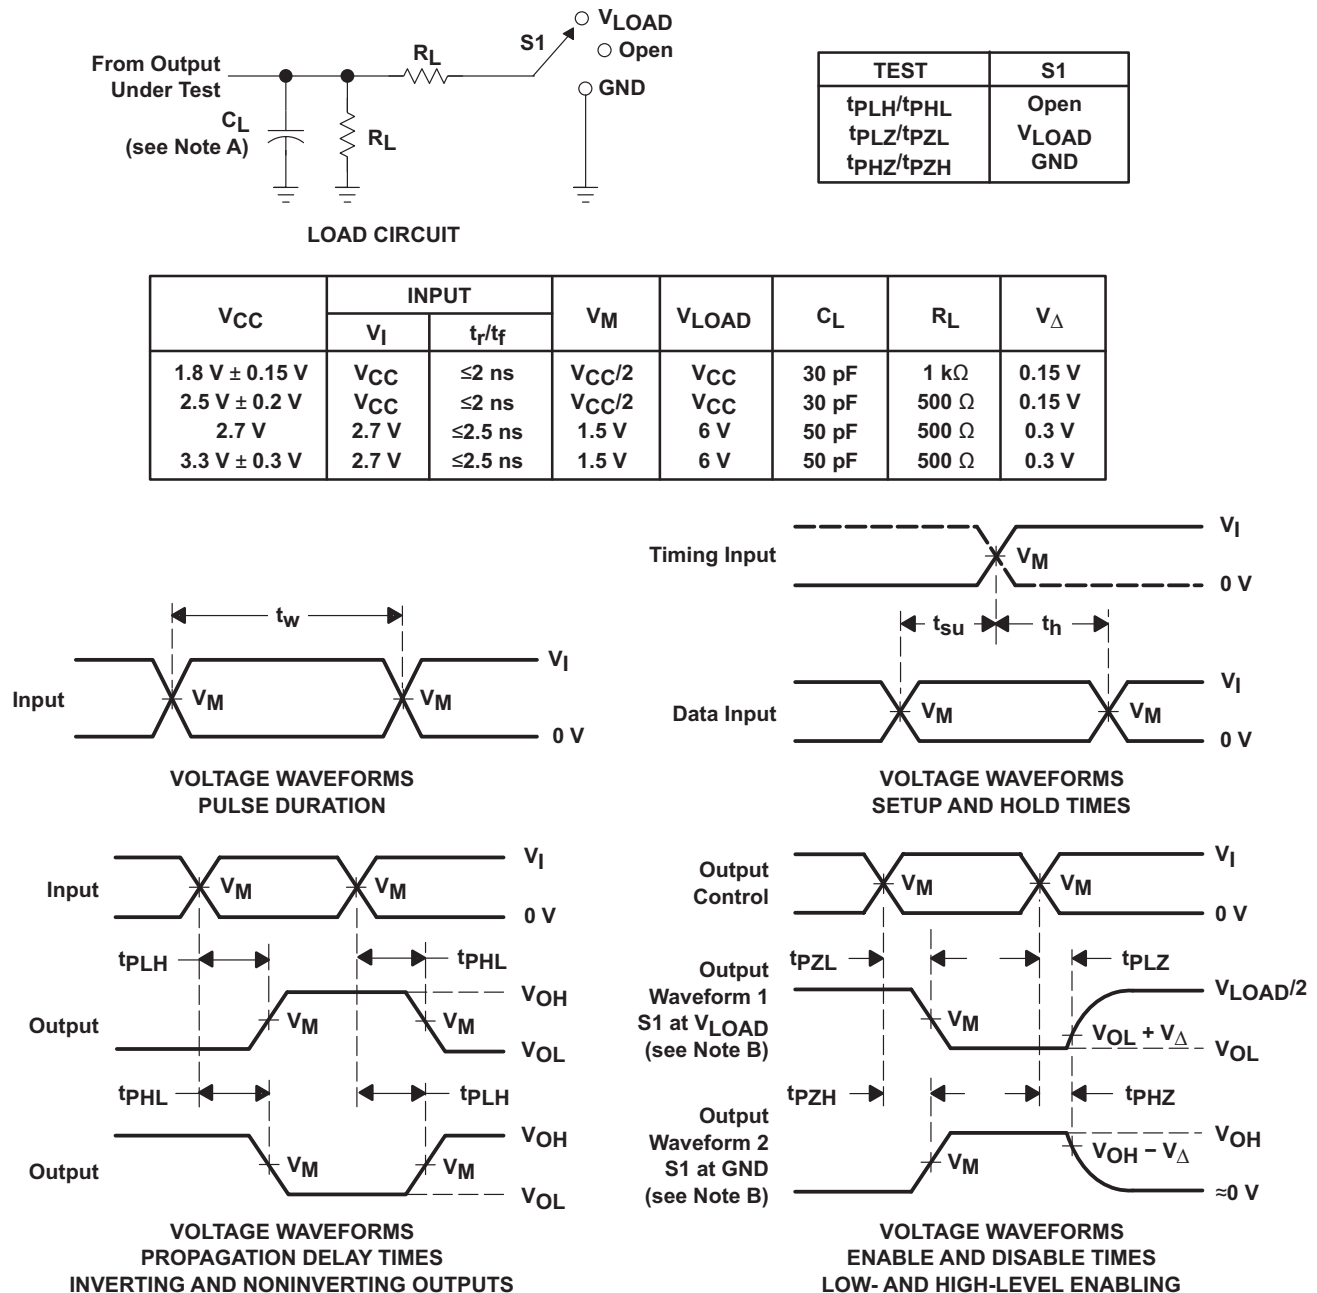 From Output
Under Test
CL
(see Note A)
RL
RL
S1
VLOAD
Open
GND
LOAD CIRCUIT
TEST S1
tPLH/tPHL Open
tPLZ/tPZL VLOAD
tPHZ/tPZH GND
VCC INPUT VM VLOAD CL RL VΔ
VI tr/tf
1.8 V ± 0.15 V VCC ≤2 ns VCC/2 VCC 30 pF 1 kΩ 0.15 V
2.5 V ± 0.2 V VCC ≤2 ns VCC/2 VCC 30 pF 500 Ω 0.15 V
2.7 V 2.7 V ≤2.5 ns 1.5 V 6 V 50 pF 500 Ω 0.3 V
3.3 V ± 0.3 V 2.7 V ≤2.5 ns 1.5 V 6 V 50 pF 500 Ω 0.3 V
tw
Input
VM
VM
VI
0 V
VOLTAGE WAVEFORMS
PULSE DURATION
Timing Input
VM
VI
0 V
tsu
th
Data Input
VM
VM
VI
0 V
VOLTAGE WAVEFORMS
SETUP AND HOLD TIMES
Input
VM
VM
VI
0 V
tPLH
tPHL
Output
VM
VM
VOH
VOL
tPHL
tPLH
Output
VM
VM
VOH
VOL
VOLTAGE WAVEFORMS
PROPAGATION DELAY TIMES
INVERTING AND NONINVERTING OUTPUTS
Output
Control
VM
VM
VI
0 V
tPZL
tPLZ
Output
Waveform 1
S1 at VLOAD
(see Note B)
VM
VOL + VΔ
VLOAD/2
VOL
tPZH
tPHZ
Output
Waveform 2
S1 at GND
(see Note B)
VM
VOH − VΔ
VOH
≈0 V
VOLTAGE WAVEFORMS
ENABLE AND DISABLE TIMES
LOW- AND HIGH-LEVEL ENABLING